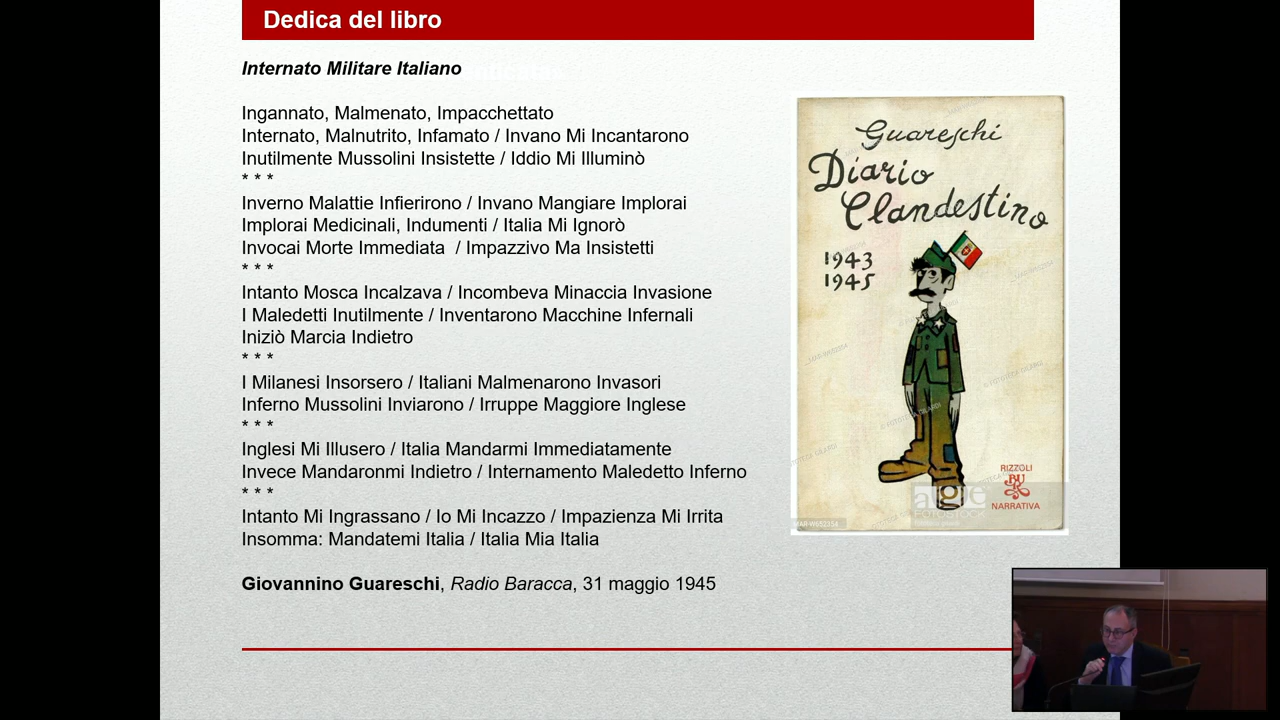 Dedica del libro
Internato Militare Italiano
Ingannato, Malmenato, Impacchettato
Internato, Malnutrito, Infamato / Invano Mi Incantarono
Inutilmente Mussolini Insistette / Iddio Mi Illuminò
* * *
Inverno Malattie Infierirono / Invano Mangiare Implorai
Implorai Medicinali, Indumenti / Italia Mi Ignorò
Invocai Morte Immediata / Impazzivo Ma Insistetti
* * *
Intanto Mosca Incalzava / Incombeva Minaccia Invasione
I Maledetti Inutilmente / Inventarono Macchine Infernali
Iniziò Marcia Indietro
* * *
I Milanesi Insorsero / Italiani Malmenarono Invasori
Inferno Mussolini Inviarono / Irruppe Maggiore Inglese
* * *
Inglesi Mi Illusero / Italia Mandarmi Immediatamente
Invece Mandaronmi Indietro / Internamento Maledetto Inferno
* * *
Intanto Mi Ingrassano / Io Mi Incazzo / Impazienza Mi Irrita
Insomma: Mandatemi Italia / Italia Mia Italia
Giovannino Guareschi, Radio Baracca, 31 maggio 1945
Guareschi
Diario
Clandestino
1943
1945
RIZZOLI
BUR
NARRATIVA
age
fotostock
MAR-W652354